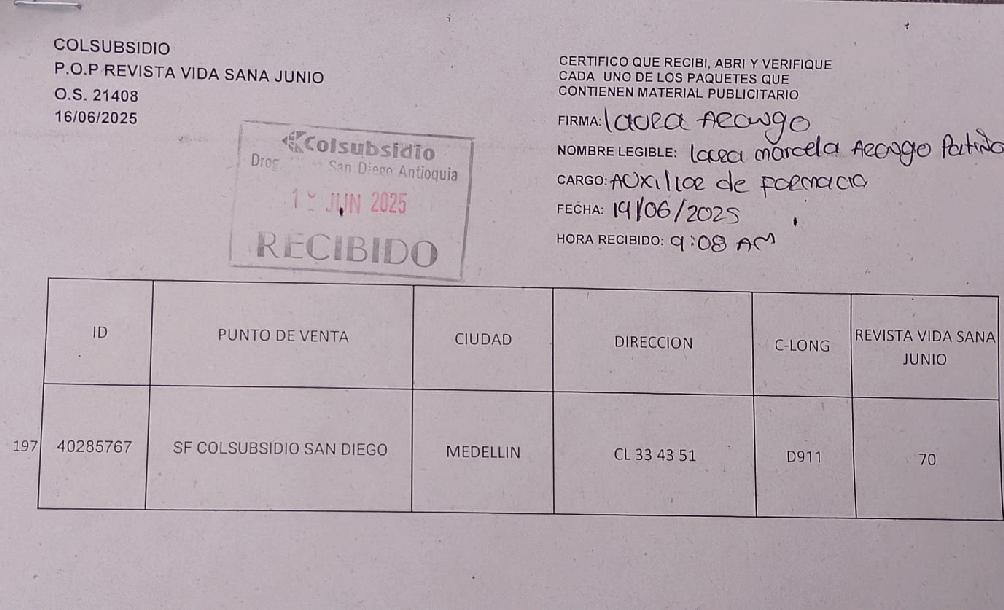 COLSUBSIDIO
P.O.P REVISTA VIDA SANA JUNIO
O.S. 21408
16/06/2025
CERTIFICO QUE RECIBI, ABRI Y VERIFIQUE
CADA UNO DE LOS PAQUETES QUE
CONTIENEN MATERIAL PUBLICITARIO
FIRMA: laura Arango
NOMBRE LEGIBLE: laura marcela Arango Patiño
CARGO: AUXiliar de farmacia
FECHA: 19/06/2025
HORA RECIBIDO: 9:08 AM
Colsubsidio
San Diego Antioquia
JUN 2025
RECIBIDO
ID PUNTO DE VENTA CIUDAD DIRECCION C-LONG REVISTA VIDA SANA JUNIO
197 40285767 SF COLSUBSIDIO SAN DIEGO MEDELLIN CL 33 43 51 D911 70